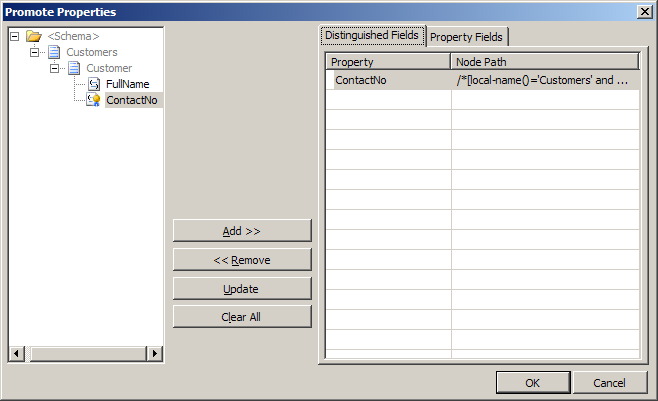 Promote Properties
<Schema>
Customers
Customer
FullName
ContactNo
Add >>
<< Remove
Update
Clear All
Distinguished Fields
Property Fields
Property Node Path
ContactNo /*[local-name()='Customers' and ...
OK
Cancel